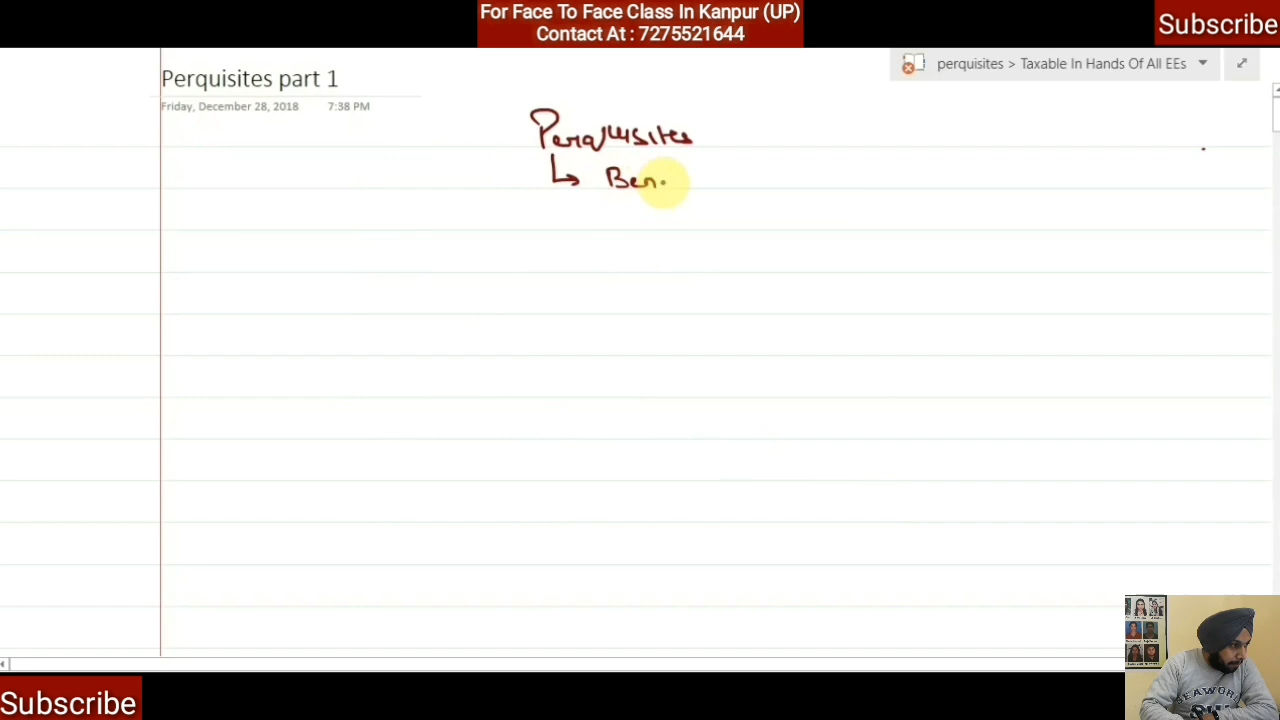 For Face To Face Class In Kanpur (UP)
Contact At : 7275521644
Subscribe
perquisites > Taxable In Hands Of All EEs
Perquisites part 1
Friday, December 28, 2018 7:38 PM
Perquisites
↳ Ben
SEAWOR
Subscribe